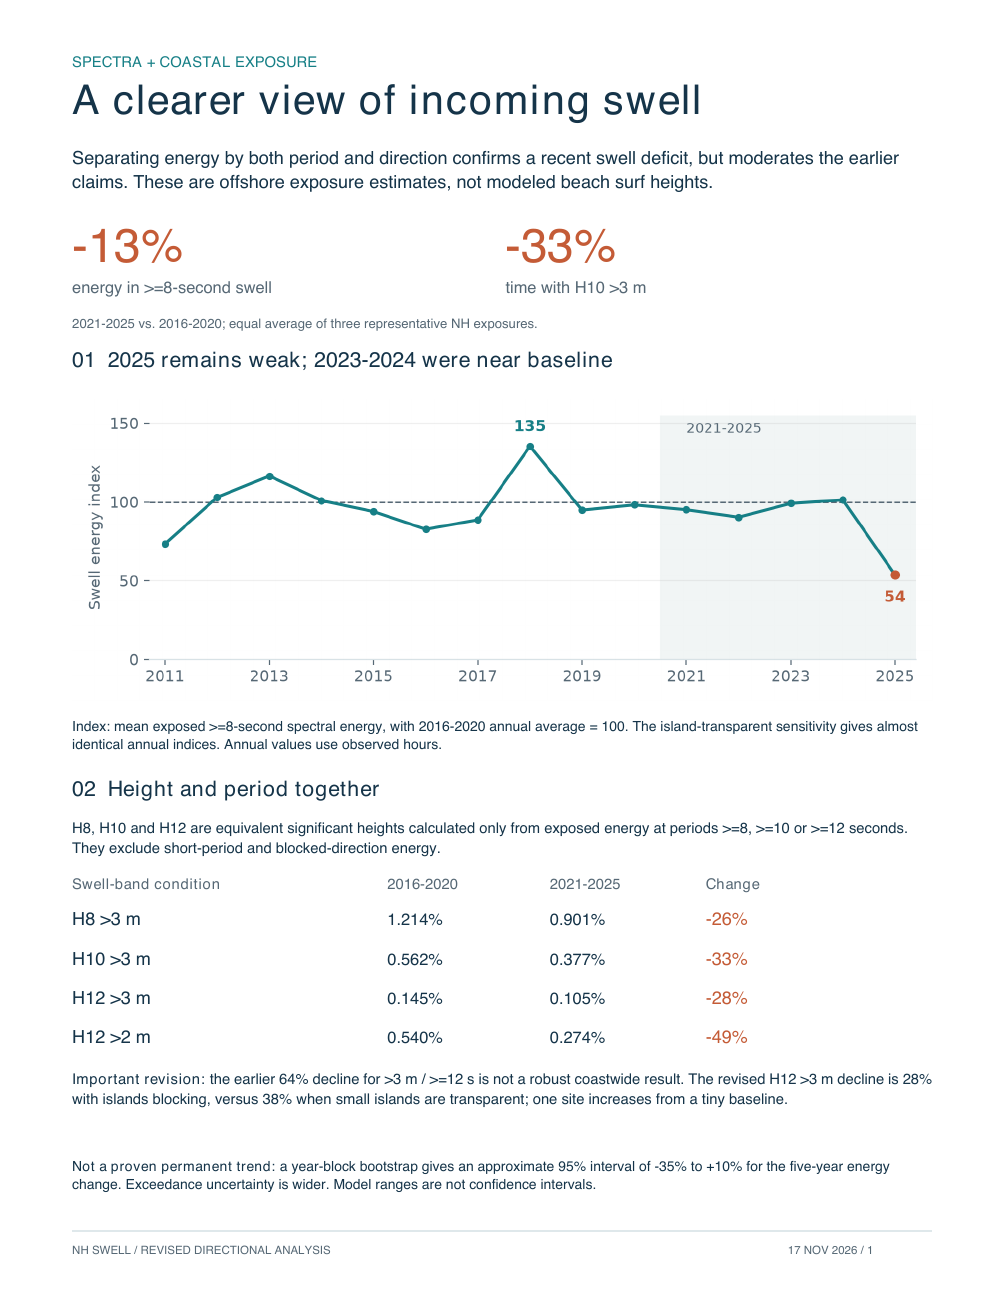 SPECTRA + COASTAL EXPOSURE
A clearer view of incoming swell
Separating energy by both period and direction confirms a recent swell deficit, but moderates the earlier
claims. These are offshore exposure estimates, not modeled beach surf heights.
-13%
energy in >=8-second swell
-33%
time with H10 >3 m
2021-2025 vs. 2016-2020; equal average of three representative NH exposures.
01 2025 remains weak; 2023-2024 were near baseline
Swell energy index
150
100
50
0
135
2021-2025
54
2011 2013 2015 2017 2019 2021 2023 2025
Index: mean exposed >=8-second spectral energy, with 2016-2020 annual average = 100. The island-transparent sensitivity gives almost
identical annual indices. Annual values use observed hours.
02 Height and period together
H8, H10 and H12 are equivalent significant heights calculated only from exposed energy at periods >=8, >=10 or >=12 seconds.
They exclude short-period and blocked-direction energy.
Swell-band condition 2016-2020 2021-2025 Change
H8 >3 m 1.214% 0.901% -26%
H10 >3 m 0.562% 0.377% -33%
H12 >3 m 0.145% 0.105% -28%
H12 >2 m 0.540% 0.274% -49%
Important revision: the earlier 64% decline for >3 m / >=12 s is not a robust coastwide result. The revised H12 >3 m decline is 28%
with islands blocking, versus 38% when small islands are transparent; one site increases from a tiny baseline.
Not a proven permanent trend: a year-block bootstrap gives an approximate 95% interval of -35% to +10% for the five-year energy
change. Exceedance uncertainty is wider. Model ranges are not confidence intervals.
NH SWELL / REVISED DIRECTIONAL ANALYSIS 17 NOV 2026 / 1